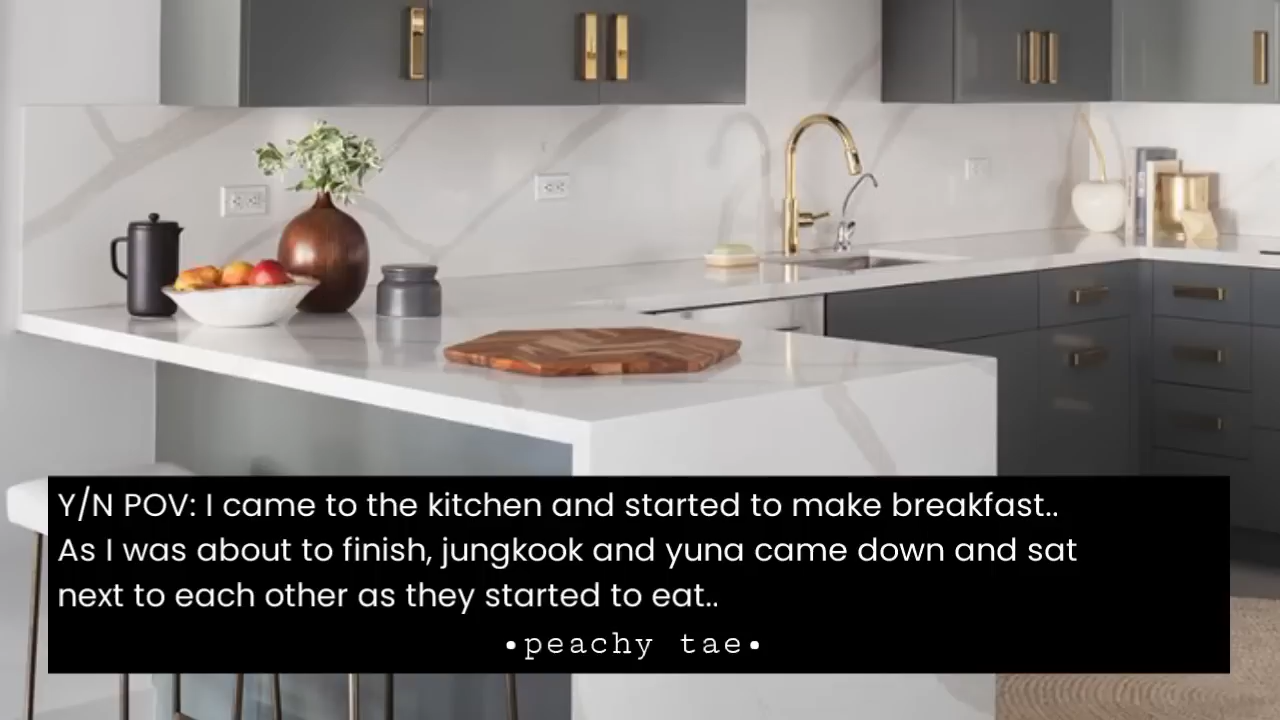 Y/N POV: I came to the kitchen and started to make breakfast..
As I was about to finish, jungkook and yuna came down and sat
next to each other as they started to eat..
•peachy tae•